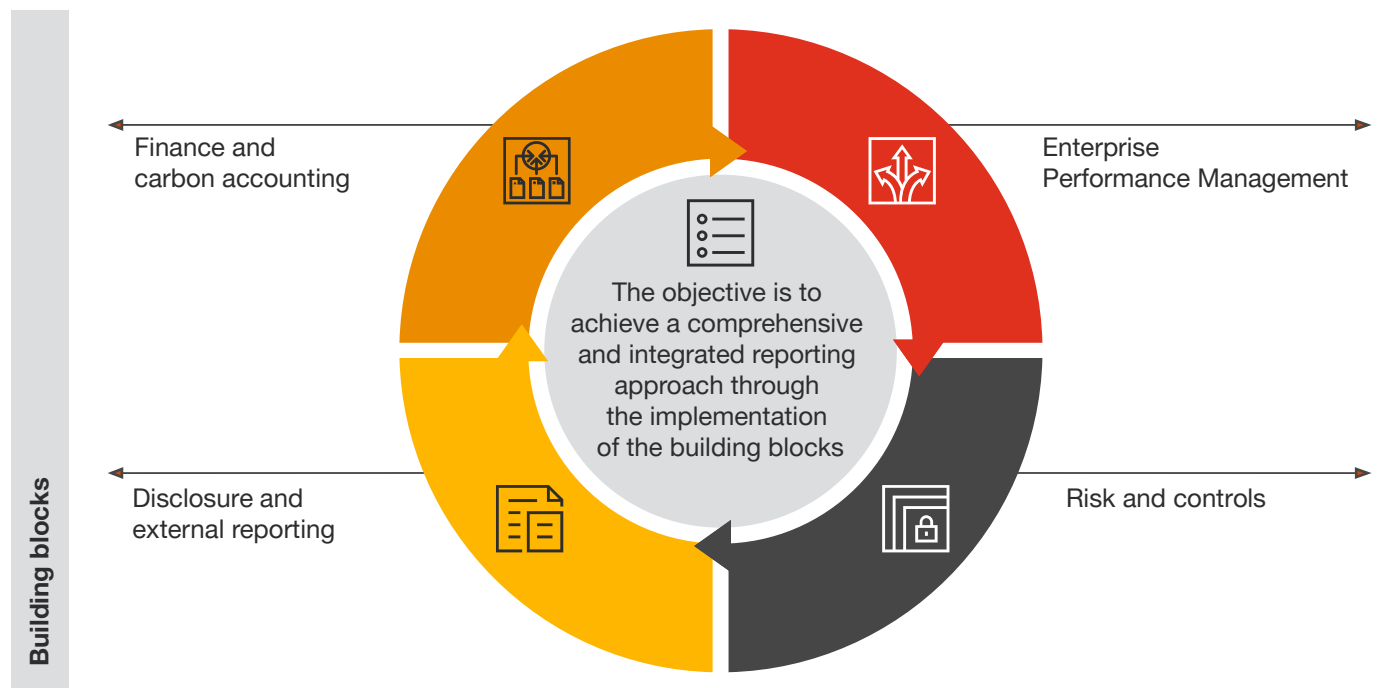 Building blocks
Finance and
carbon accounting
Enterprise
Performance Management
The objective is to
achieve a comprehensive
and integrated reporting
approach through
the implementation
of the building blocks
Disclosure and
external reporting
Risk and controls